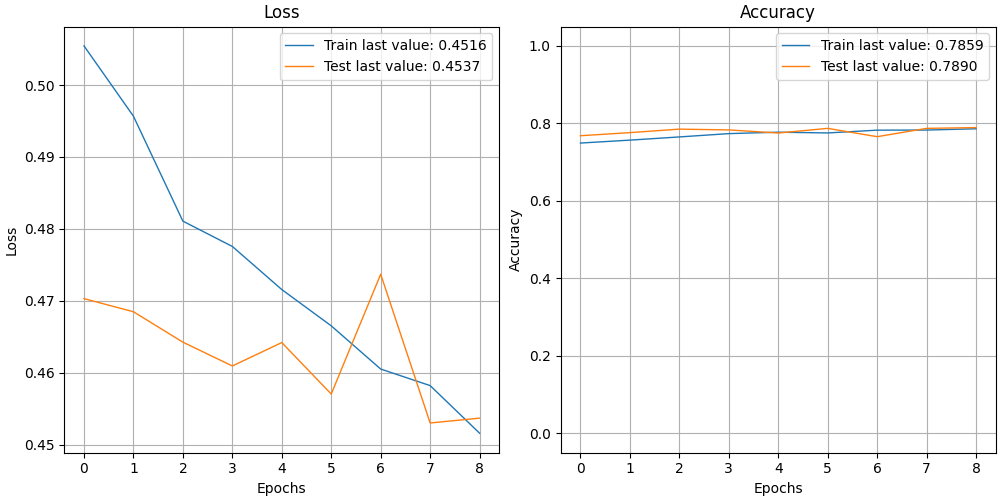 Loss
Train last value: 0.4516
Test last value: 0.4537
0.50
0.49
0.48
0.47
0.46
0.45
Loss
0 1 2 3 4 5 6 7 8
Epochs
Accuracy
Train last value: 0.7859
Test last value: 0.7890
1.0
0.8
0.6
0.4
0.2
0.0
Accuracy
0 1 2 3 4 5 6 7 8
Epochs